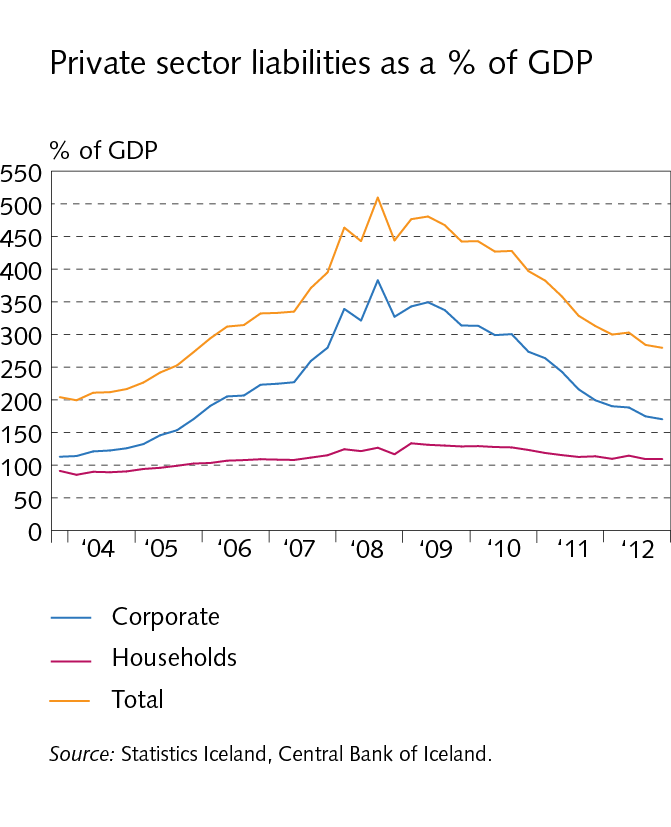 Private sector liabilities as a % of GDP
% of GDP
550
500
450
400
350
300
250
200
150
100
50
0
‘04 ‘05 ‘06 ‘07 ‘08 ‘09 ‘10 ‘11 ‘12
Corporate
Households
Total
Source: Statistics Iceland, Central Bank of Iceland.